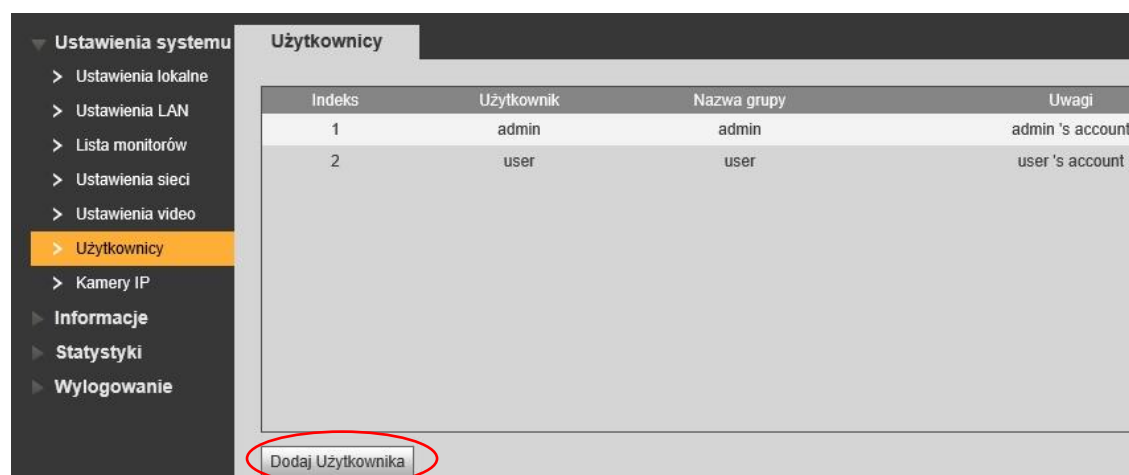 Ustawienia systemu
Ustawienia lokalne
Ustawienia LAN
Lista monitorów
Ustawienia sieci
Ustawienia video
Użytkownicy
Kamery IP
Informacje
Statystyki
Wylogowanie
Użytkownicy
Indeks Użytkownik Nazwa grupy Uwagi
1 admin admin admin 's account
2 user user user 's account
Dodaj Użytkownika